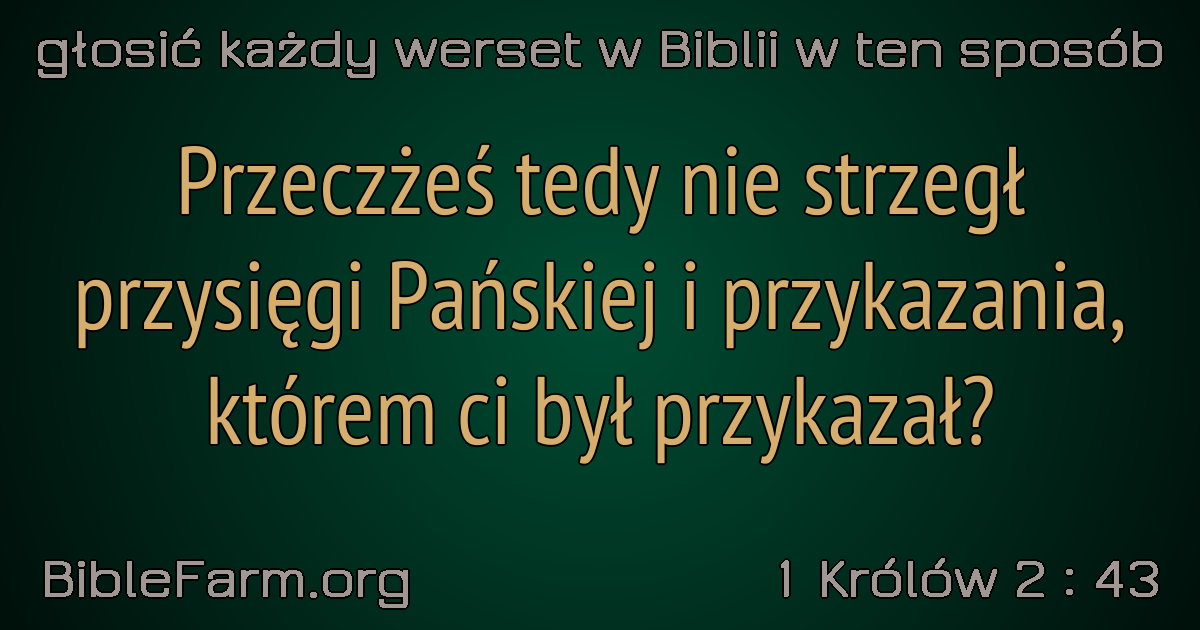 głosić każdy werset w Biblii w ten sposób
Przeczżeś tedy nie strzegł
przysięgi Pańskiej i przykazania,
którem ci był przykazał?
BibleFarm.org
1 Królów 2 : 43